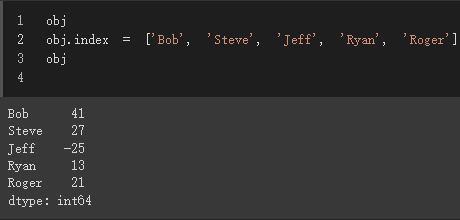 1 obj
2 obj.index = ['Bob', 'Steve', 'Jeff', 'Ryan', 'Roger']
3 obj
4
Bob 41
Steve 27
Jeff -25
Ryan 13
Roger 21
dtype: int64